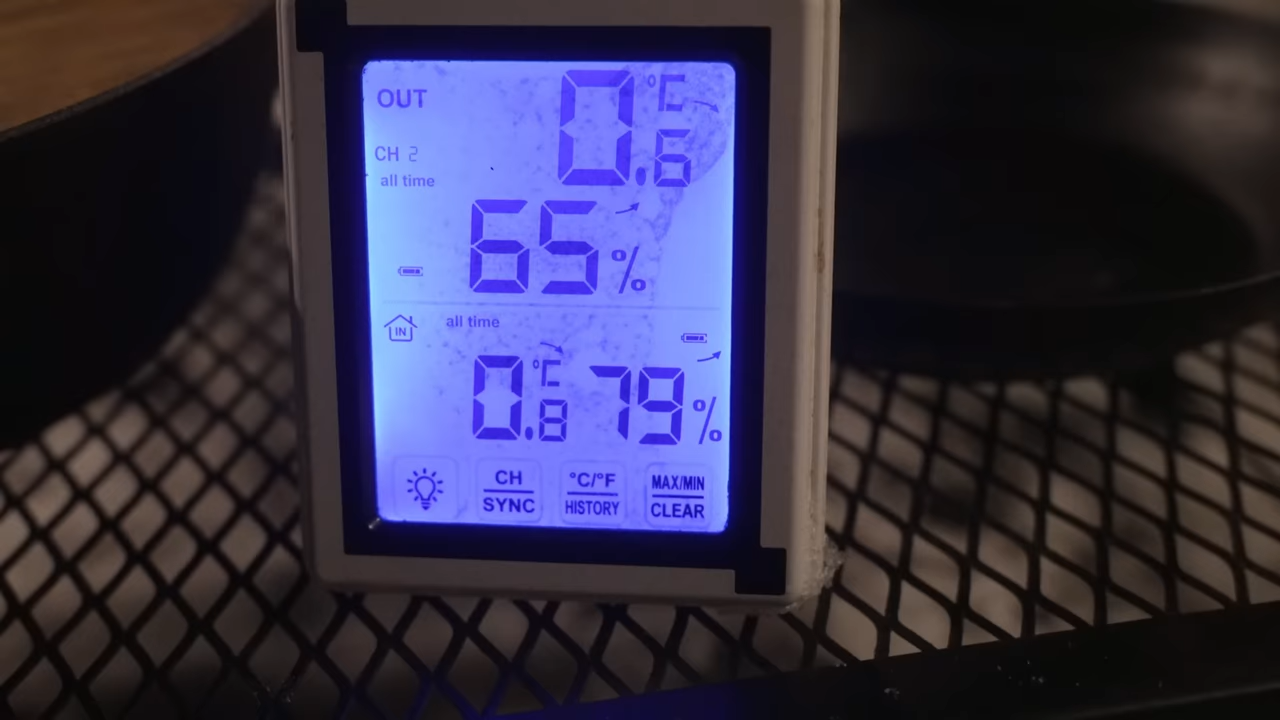 OUT 0.6 °C
CH 2
all time
65%
IN all time
0.8 °C 79%
CH
SYNC
°C/°F
HISTORY
MAX/MIN
CLEAR